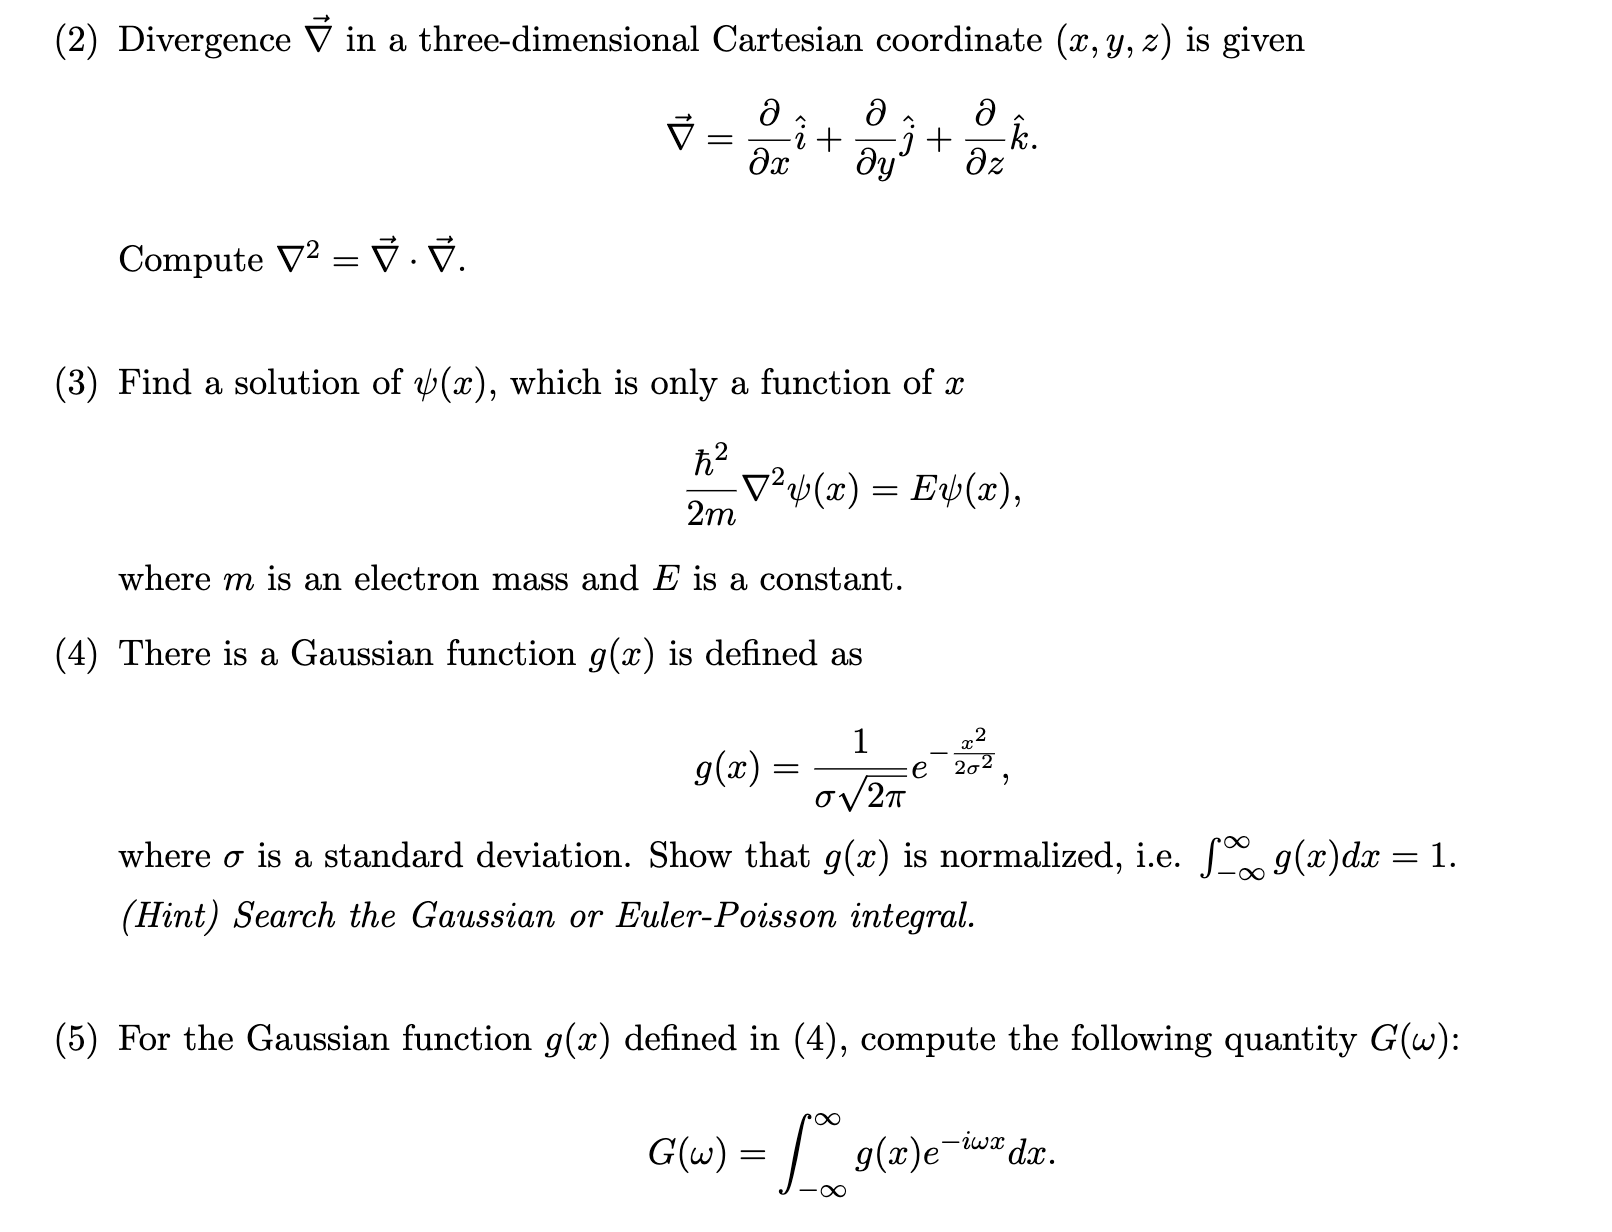 (2) Divergence $\vec{\nabla}$ in a three-dimensional Cartesian coordinate $(x, y, z)$ is given
$\vec{\nabla} = \frac{\partial}{\partial x}\hat{i} + \frac{\partial}{\partial y}\hat{j} + \frac{\partial}{\partial z}\hat{k}.$
Compute $\nabla^2 = \vec{\nabla} \cdot \vec{\nabla}.$
(3) Find a solution of $\psi(x)$, which is only a function of $x$
$\frac{\hbar^2}{2m}\nabla^2\psi(x) = E\psi(x),$
where $m$ is an electron mass and $E$ is a constant.
(4) There is a Gaussian function $g(x)$ is defined as
$g(x) = \frac{1}{\sigma\sqrt{2\pi}}e^{-\frac{x^2}{2\sigma^2}},$
where $\sigma$ is a standard deviation. Show that $g(x)$ is normalized, i.e. $\int_{-\infty}^{\infty} g(x)dx = 1.$
(Hint) Search the Gaussian or Euler-Poisson integral.
(5) For the Gaussian function $g(x)$ defined in (4), compute the following quantity $G(\omega)$:
$G(\omega) = \int_{-\infty}^{\infty} g(x)e^{-i\omega x}dx.$